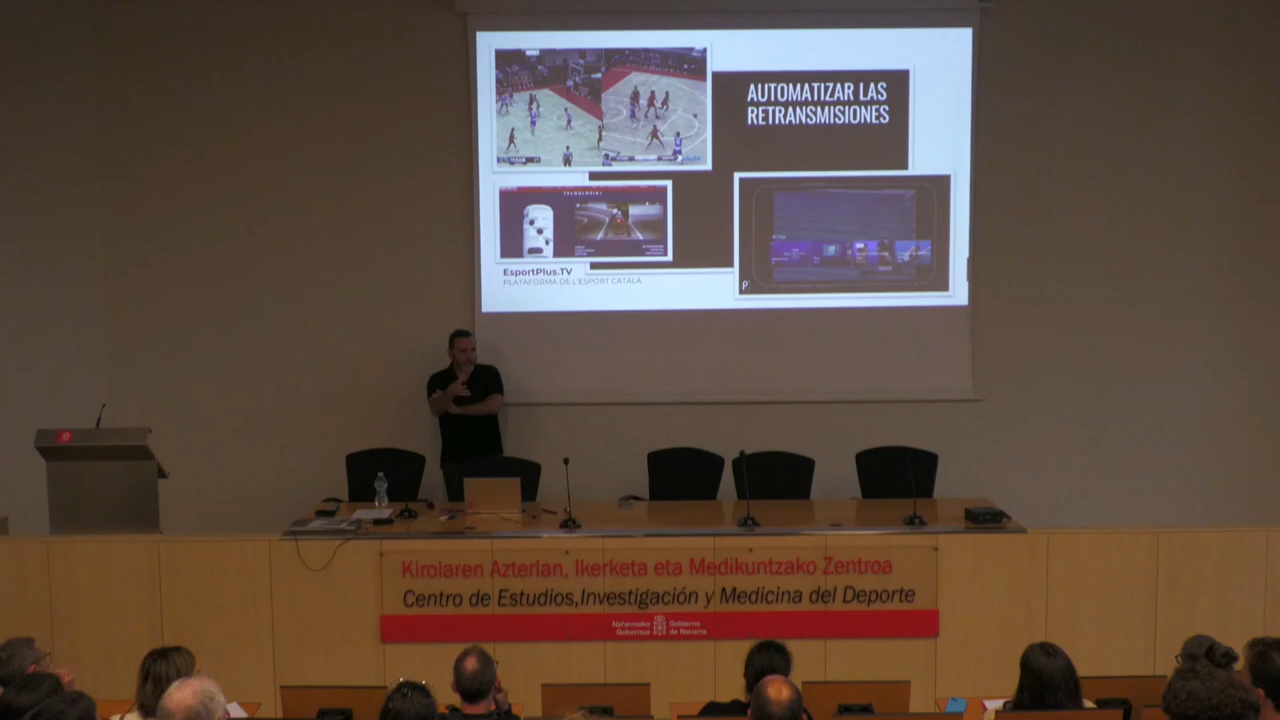 AUTOMATIZAR LAS
RETRANSMISIONES
TECNOLOGIA
EsportPlus.TV
PLATAFORMA DE L'ESPORT CATALÀ
Kirolaren Azterlan, Ikerketa eta Medikuntzako Zentroa
Centro de Estudios,Investigación y Medicina del Deporte
Nafarroako Gobierno
Gobernua de Navarra